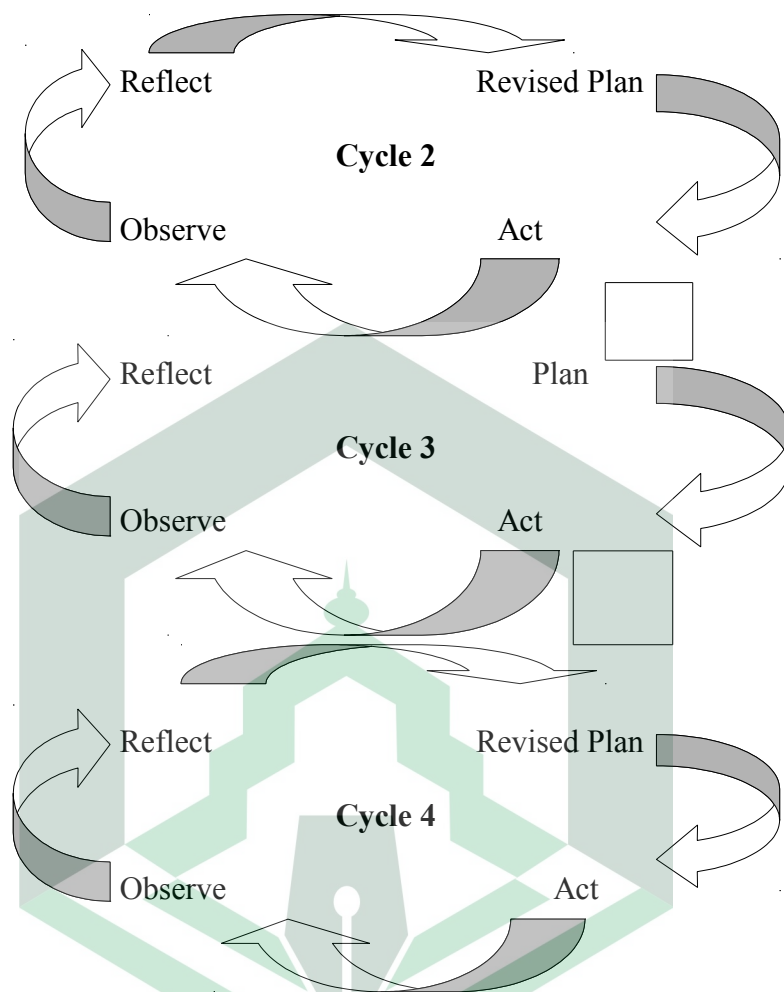 Reflect Revised Plan
Cycle 2
Observe Act
Reflect Plan
Cycle 3
Observe Act
Reflect Revised Plan
Cycle 4
Observe Act